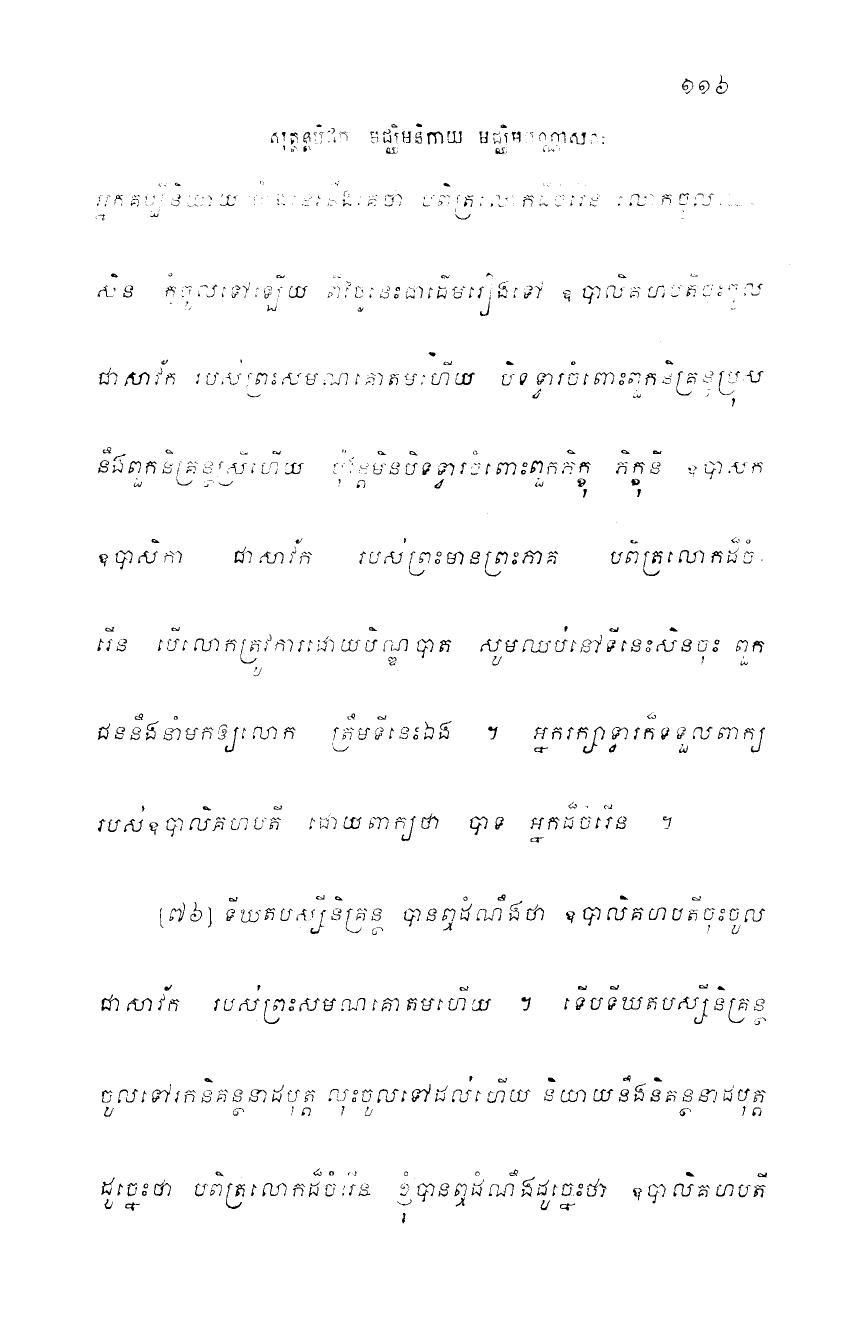 ១១៦
សុត្តន្តបិដក មជ្ឈិមនិកាយ មជ្ឈិមបណ្ណាសកៈ
អ្នកគប្បីនិយាយ នឹងគេថា បពិត្រលោកដ៏ចំរើន លោកចូល
សិន កុំចូលទៅឡើយ ពីថ្ងៃនេះជាដើមរៀងទៅ ឧបាលិគហបតីចុះចូល
ជាសាវ័ក របស់ព្រះសមណគោតមហើយ បិទទ្វារចំពោះពួកនិគ្រន្ថប្រុស
នឹងពួកនិគ្រន្ថស្រីហើយ ប៉ុន្តែមិនបិទទ្វារចំពោះពួកភិក្ខុ ភិក្ខុនី ឧបាសក
ឧបាសិកា ជាសាវ័ក របស់ព្រះមានព្រះភាគ បពិត្រលោកដ៏ចំ
រើន បើលោកត្រូវការដោយបិណ្ឌបាត សូមឈប់នៅទីនេះសិនចុះ ពួក
ជននឹងនាំមកឲ្យលោក ត្រឹមទីនេះឯង ។ អ្នករក្សាទ្វារក៏ទទួលពាក្យ
របស់ឧបាលិគហបតី ដោយពាក្យថា បាទ អ្នកដ៏ចំរើន ។
[៧៦] ទីឃតបស្សីនិគ្រន្ថ បានឮដំណឹងថា ឧបាលិគហបតីចុះចូល
ជាសាវ័ក របស់ព្រះសមណគោតមហើយ ។ ទើបទីឃតបស្សីនិគ្រន្ថ
ចូលទៅរកនិគន្ថនាដបុត្ត លុះចូលទៅដល់ហើយ និយាយនឹងនិគន្ថនាដបុត្ត
ដូច្នេះថា បពិត្រលោកដ៏ចំរើន ខ្ញុំបានឮដំណឹងដូច្នេះថា ឧបាលិគហបតី